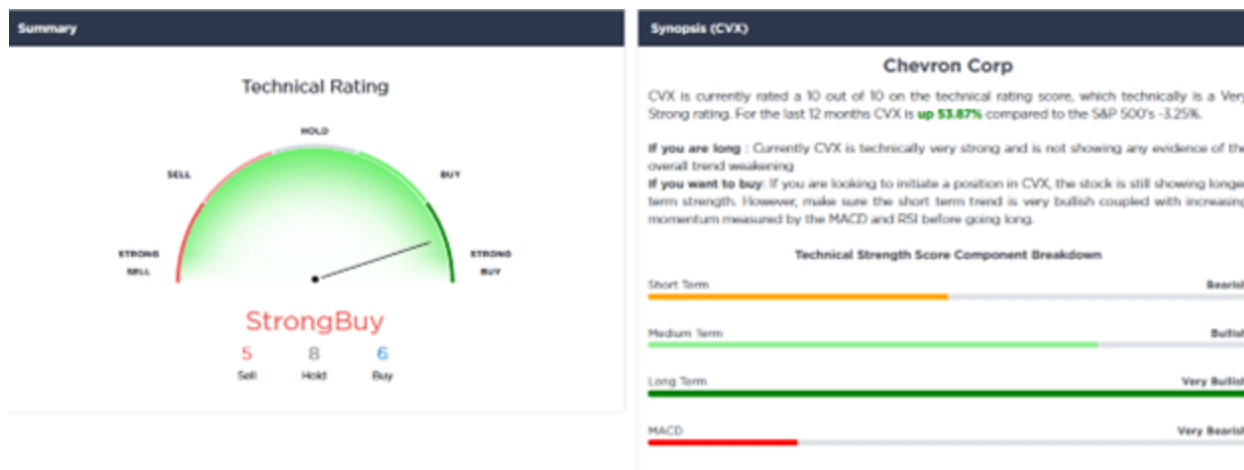 Summary
Technical Rating
HOLD
SELL
BUY
STRONG
SELL
STRONG
BUY
StrongBuy
5 8 6
Sell Hold Buy
Synopsis (CVX)
Chevron Corp
CVX is currently rated a 10 out of 10 on the technical rating score, which technically is a Very
Strong rating. For the last 12 months CVX is up 53.87% compared to the S&P 500's -3.25%.
If you are long : Currently CVX is technically very strong and is not showing any evidence of the
overall trend weakening
If you want to buy: If you are looking to initiate a position in CVX, the stock is still showing longer
term strength. However, make sure the short term trend is very bullish coupled with increasing
momentum measured by the MACD and RSI before going long.
Technical Strength Score Component Breakdown
Short Term Bearish
Medium Term Bullish
Long Term Very Bullish
MACD Very Bearish